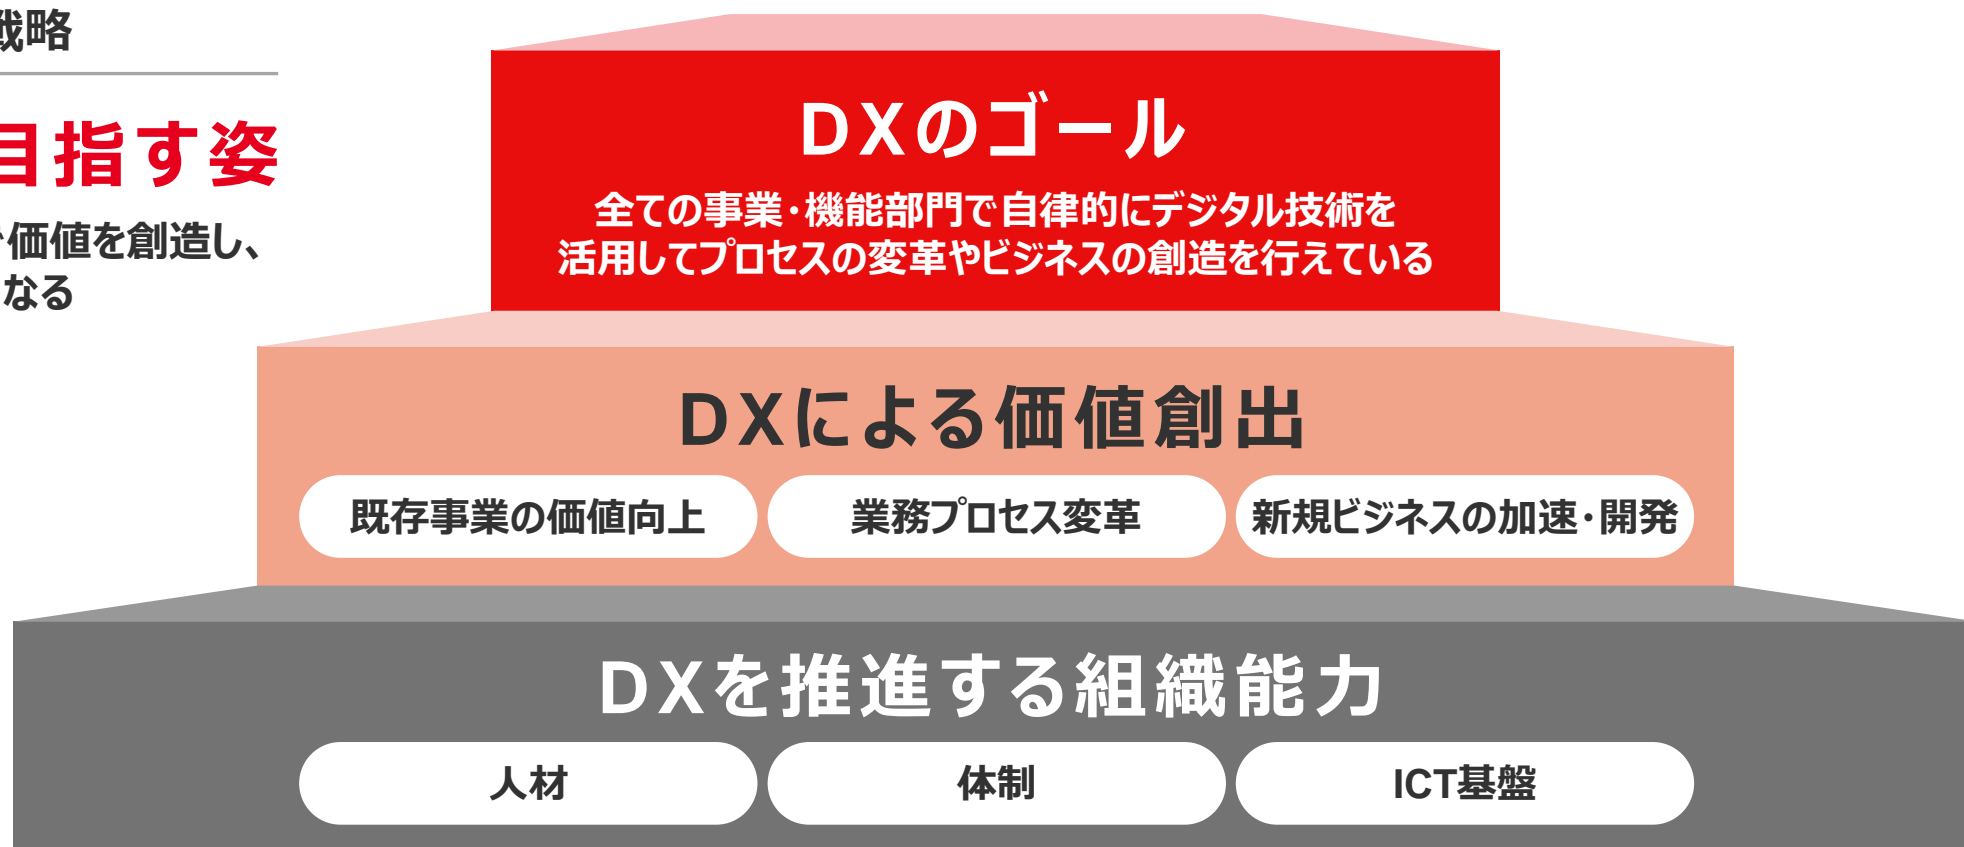 戦略
目指す姿
価値を創造し、
なる
DXのゴール
全ての事業・機能部門で自律的にデジタル技術を
活用してプロセスの変革やビジネスの創造を行えている
DXによる価値創出
既存事業の価値向上
業務プロセス変革
新規ビジネスの加速・開発
DXを推進する組織能力
人材
体制
ICT基盤